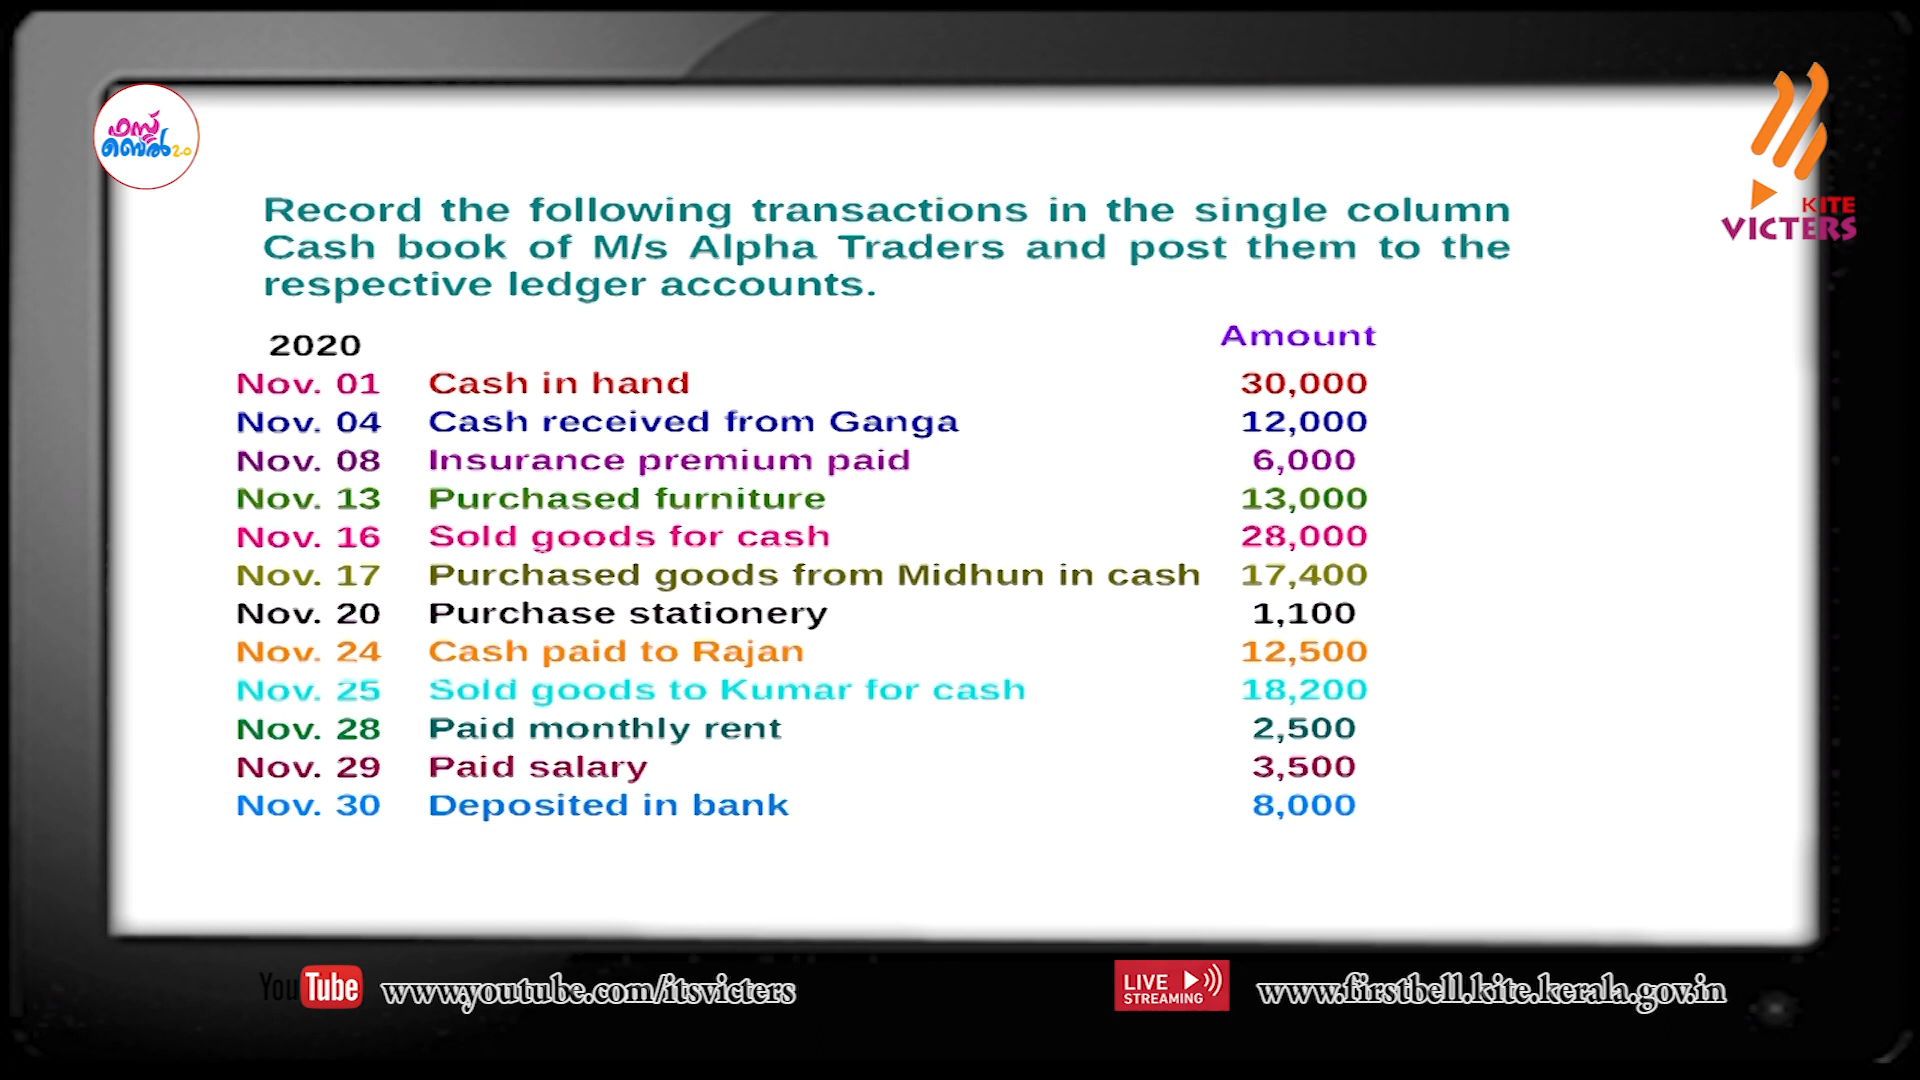 ഫസ്റ്റ്
ബെൽ 2.0
KITE
VICTERS
Record the following transactions in the single column
Cash book of M/s Alpha Traders and post them to the
respective ledger accounts.
2020 Amount
Nov. 01 Cash in hand 30,000
Nov. 04 Cash received from Ganga 12,000
Nov. 08 Insurance premium paid 6,000
Nov. 13 Purchased furniture 13,000
Nov. 16 Sold goods for cash 28,000
Nov. 17 Purchased goods from Midhun in cash 17,400
Nov. 20 Purchase stationery 1,100
Nov. 24 Cash paid to Rajan 12,500
Nov. 25 Sold goods to Kumar for cash 18,200
Nov. 28 Paid monthly rent 2,500
Nov. 29 Paid salary 3,500
Nov. 30 Deposited in bank 8,000
YouTube www.youtube.com/itsvicters LIVE STREAMING www.firstbell.kite.kerala.gov.in